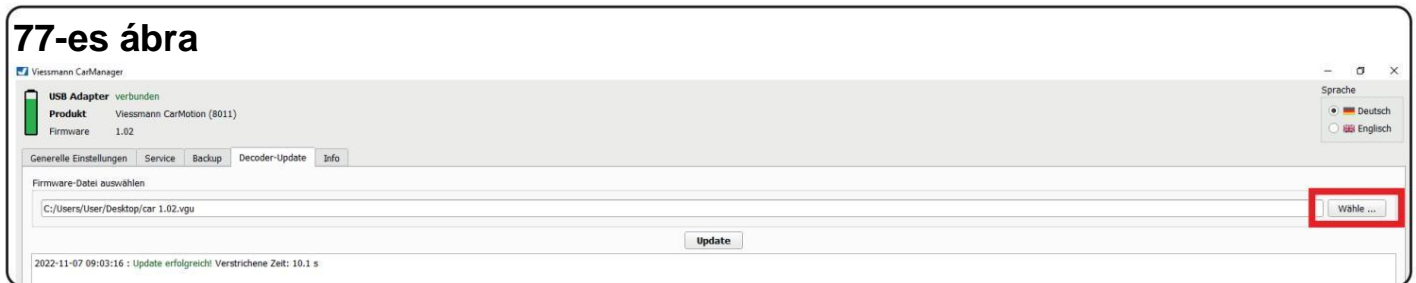 77-es ábra
Viessmann CarManager
USB Adapter verbunden
Sprache
Produkt Viessmann CarMotion (8011)
Deutsch
Firmware 1.02
Englisch
Generelle Einstellungen Service Backup Decoder-Update Info
Firmware-Datei auswählen
C:/Users/User/Desktop/car 1.02.vgu Wähle ...
Update
2022-11-07 09:03:16 : Update erfolgreich! Verstrichene Zeit: 10.1 s